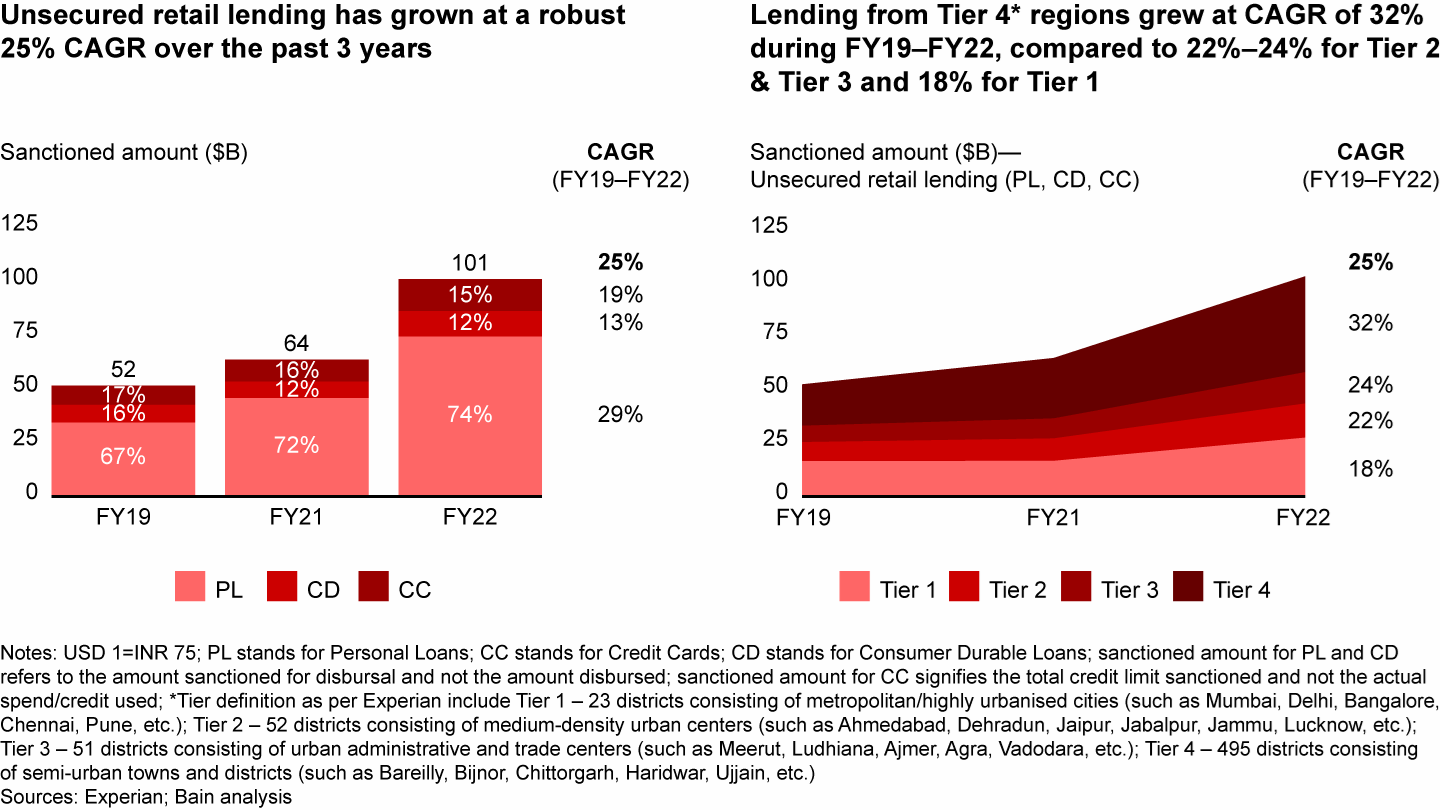 Unsecured retail lending has grown at a robust
25% CAGR over the past 3 years
Sanctioned amount ($B)
CAGR
(FY19–FY22)
125
100
75
50
25
0
52
17%
16%
67%
64
16%
12%
72%
101
15%
12%
74%
25%
19%
13%
29%
FY19
FY21
FY22
PL
CD
CC
Lending from Tier 4* regions grew at CAGR of 32%
during FY19–FY22, compared to 22%–24% for Tier 2
& Tier 3 and 18% for Tier 1
Sanctioned amount ($B)—
Unsecured retail lending (PL, CD, CC)
CAGR
(FY19–FY22)
125
100
75
50
25
0
25%
32%
24%
22%
18%
FY19
FY21
FY22
Tier 1
Tier 2
Tier 3
Tier 4
Notes: USD 1=INR 75; PL stands for Personal Loans; CC stands for Credit Cards; CD stands for Consumer Durable Loans; sanctioned amount for PL and CD
refers to the amount sanctioned for disbursal and not the amount disbursed; sanctioned amount for CC signifies the total credit limit sanctioned and not the actual
spend/credit used; *Tier definition as per Experian include Tier 1 – 23 districts consisting of metropolitan/highly urbanised cities (such as Mumbai, Delhi, Bangalore,
Chennai, Pune, etc.); Tier 2 – 52 districts consisting of medium-density urban centers (such as Ahmedabad, Dehradun, Jaipur, Jabalpur, Jammu, Lucknow, etc.);
Tier 3 – 51 districts consisting of urban administrative and trade centers (such as Meerut, Ludhiana, Ajmer, Agra, Vadodara, etc.); Tier 4 – 495 districts consisting
of semi-urban towns and districts (such as Bareilly, Bijnor, Chittorgarh, Haridwar, Ujjain, etc.)
Sources: Experian; Bain analysis